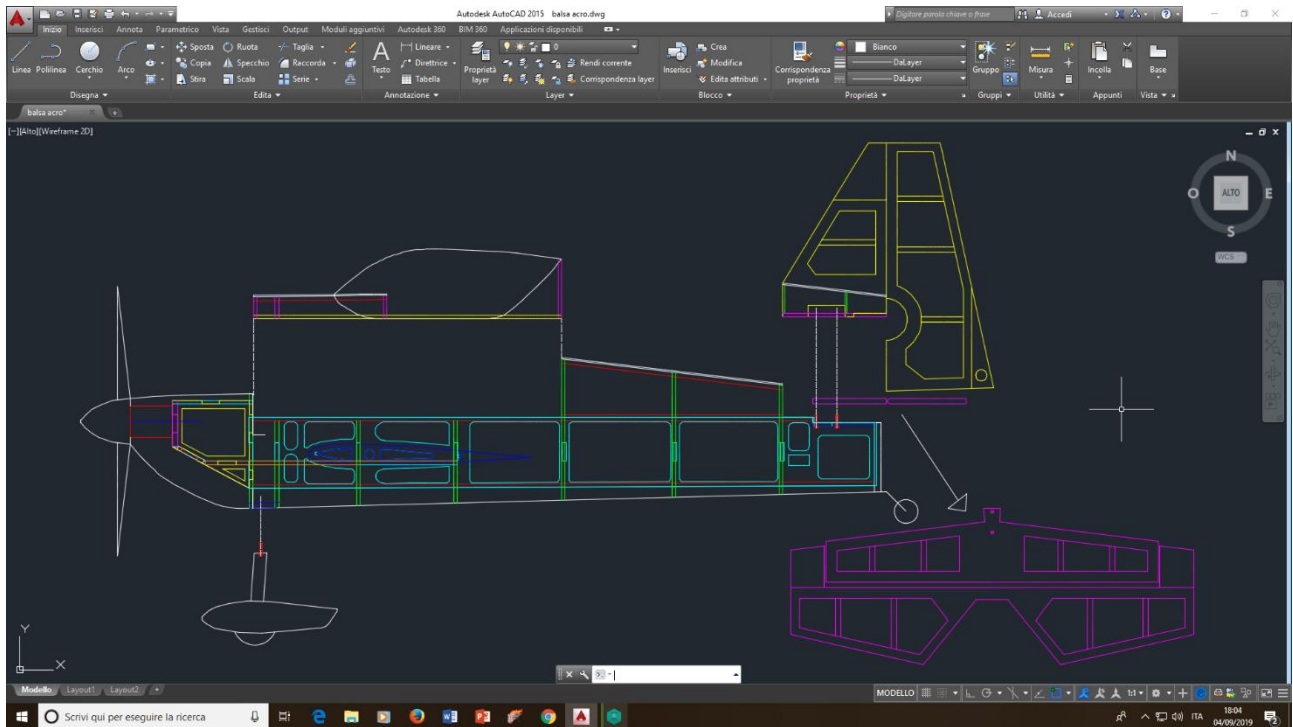 Autodesk AutoCAD 2015 balsa acro.dwg
Digitare parola chiave o frase
Accedi
Inizio Inserisci Annota Parametrico Vista Gestisci Output Moduli aggiuntivi Autodesk 360 BIM 360 Applicazioni disponibili
Linea Polilinea Cerchio Arco
Sposta Ruota Taglia
Copia Specchio Raccorda
Stira Scala Serie
Testo
Lineare
Direttrice
Tabella
Proprietà layer
0
Rendi corrente
Corrispondenza layer
Inserisci
Crea
Modifica
Edita attributi
Corrispondenza proprietà
Bianco
DaLayer
DaLayer
Gruppo
Misura
Incolla
Base
Disegna Edita Annotazione Layer Blocco Proprietà Gruppi Utilità Appunti Vista
balsa acro*
[−][Alto][Wireframe 2D]
N
O ALTO E
S
WCS
Y
X
Modello Layout1 Layout2
MODELLO
1:1
Scrivi qui per eseguire la ricerca
ITA
18:04
04/09/2019